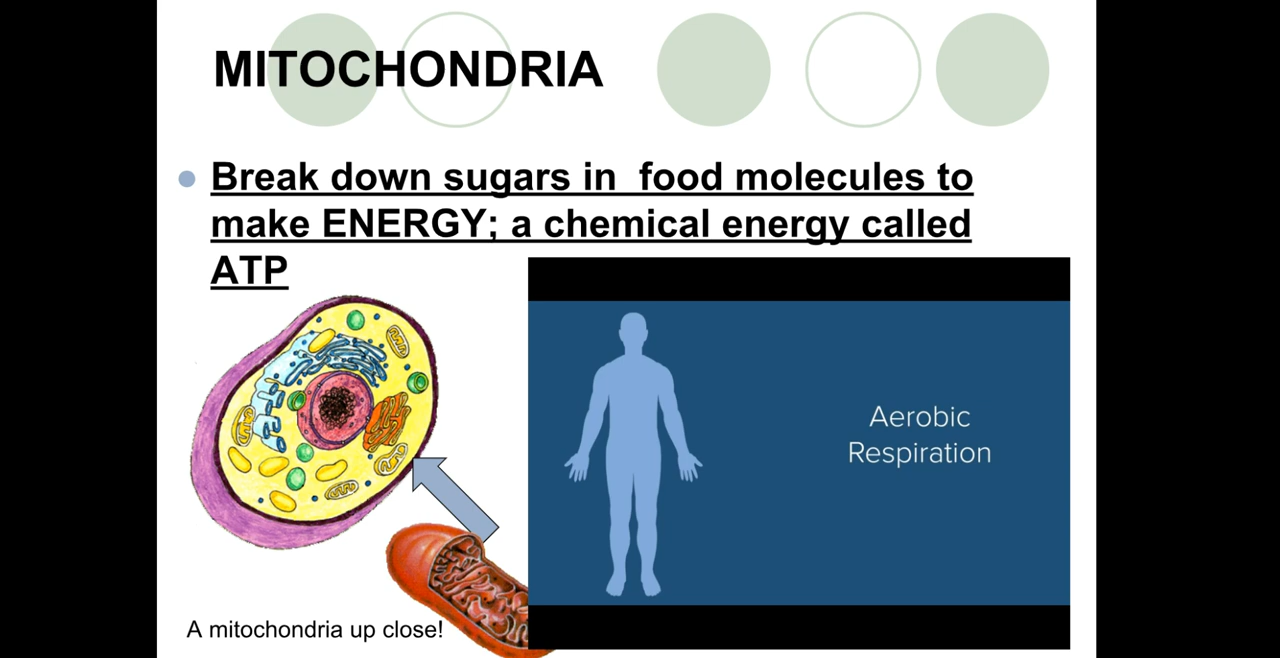 MITOCHONDRIA
Break down sugars in  food molecules to
make ENERGY; a chemical energy called
ATP
Aerobic
Respiration
A mitochondria up close!